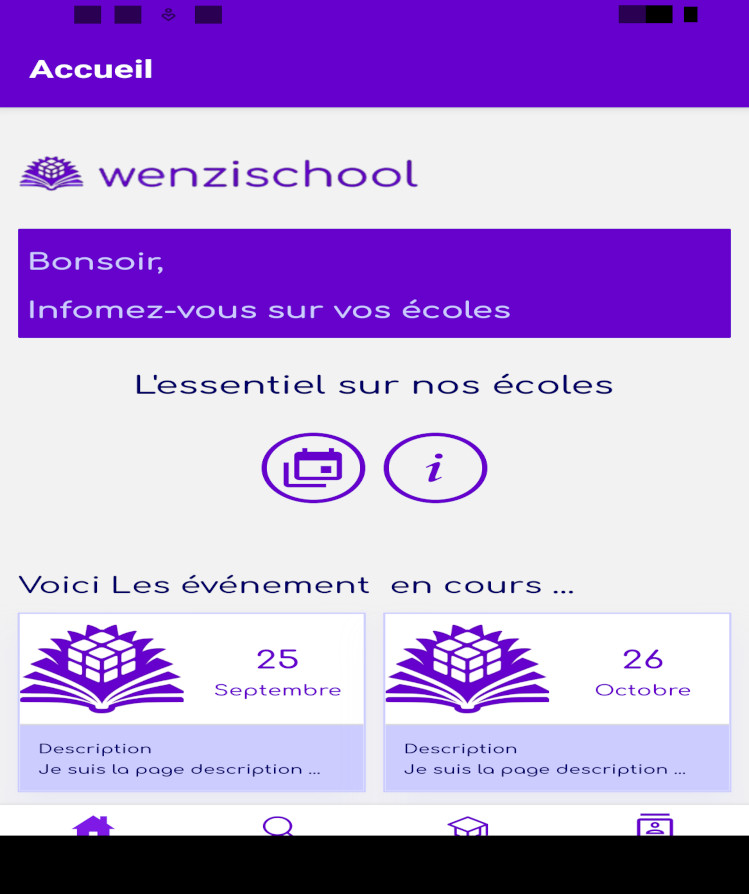 Accueil
wenzischool
Bonsoir,
Infomez-vous sur vos écoles
L'essentiel sur nos écoles
i
Voici Les événement  en cours ...
25
Septembre
26
Octobre
Description
Je suis la page description ...
Description
Je suis la page description ...